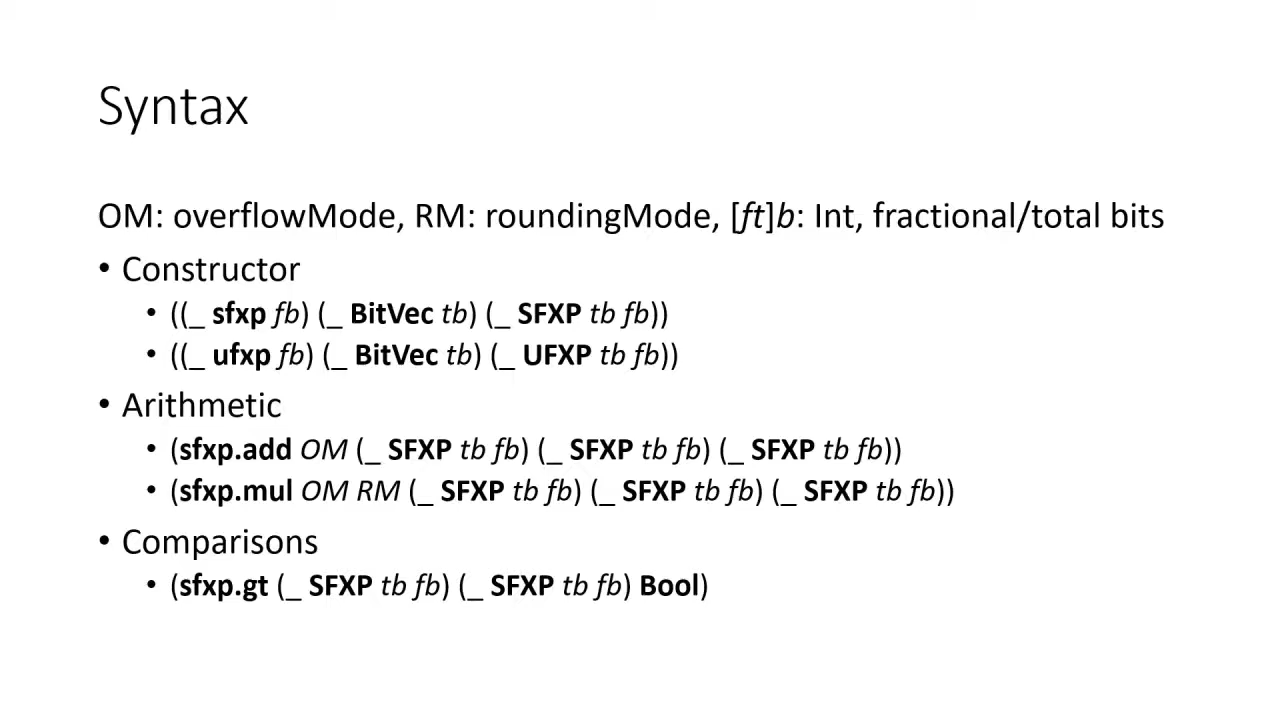 Syntax
OM: overflowMode, RM: roundingMode, [ft]b: Int, fractional/total bits
• Constructor
• ((_ sfxp fb) (_ BitVec tb) (_ SFXP tb fb))
• ((_ ufxp fb) (_ BitVec tb) (_ UFXP tb fb))
• Arithmetic
• (sfxp.add OM (_ SFXP tb fb) (_ SFXP tb fb) (_ SFXP tb fb))
• (sfxp.mul OM RM (_ SFXP tb fb) (_ SFXP tb fb) (_ SFXP tb fb))
• Comparisons
• (sfxp.gt (_ SFXP tb fb) (_ SFXP tb fb) Bool)